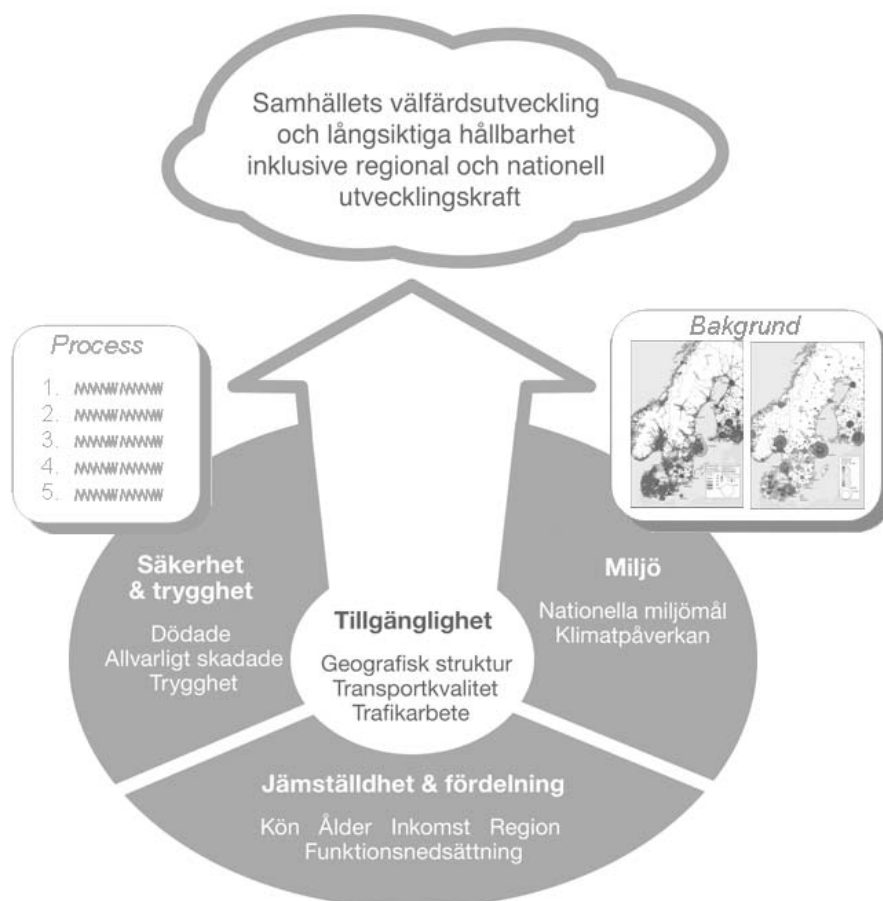 Samhällets välfärdsutveckling
och långsiktiga hållbarhet
inklusive regional och nationell
utvecklingskraft
Process
1.
2.
3.
4.
5.
Bakgrund
Säkerhet
& trygghet
Dödade
Allvarligt skadade
Trygghet
Tillgänglighet
Geografisk struktur
Transportkvalitet
Trafikarbete
Miljö
Nationella miljömål
Klimatpåverkan
Jämställdhet & fördelning
Kön Ålder Inkomst Region
Funktionsnedsättning